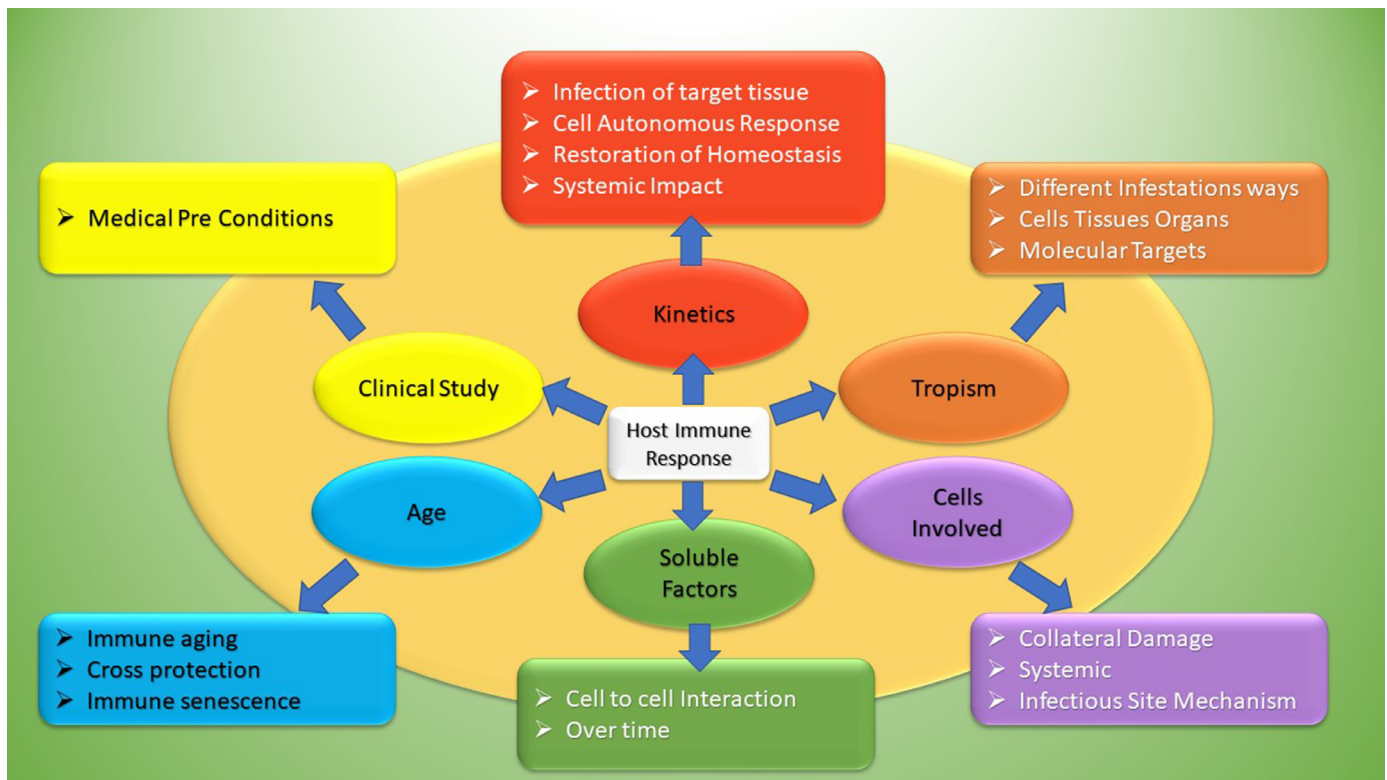 ➢ Infection of target tissue
➢ Cell Autonomous Response
➢ Restoration of Homeostasis
➢ Systemic Impact
➢ Medical Pre Conditions
➢ Different Infestations ways
➢ Cells Tissues Organs
➢ Molecular Targets
Kinetics
Clinical Study
Tropism
Host Immune
Response
Age
Cells
Involved
Soluble
Factors
➢ Immune aging
➢ Cross protection
➢ Immune senescence
➢ Cell to cell Interaction
➢ Over time
➢ Collateral Damage
➢ Systemic
➢ Infectious Site Mechanism